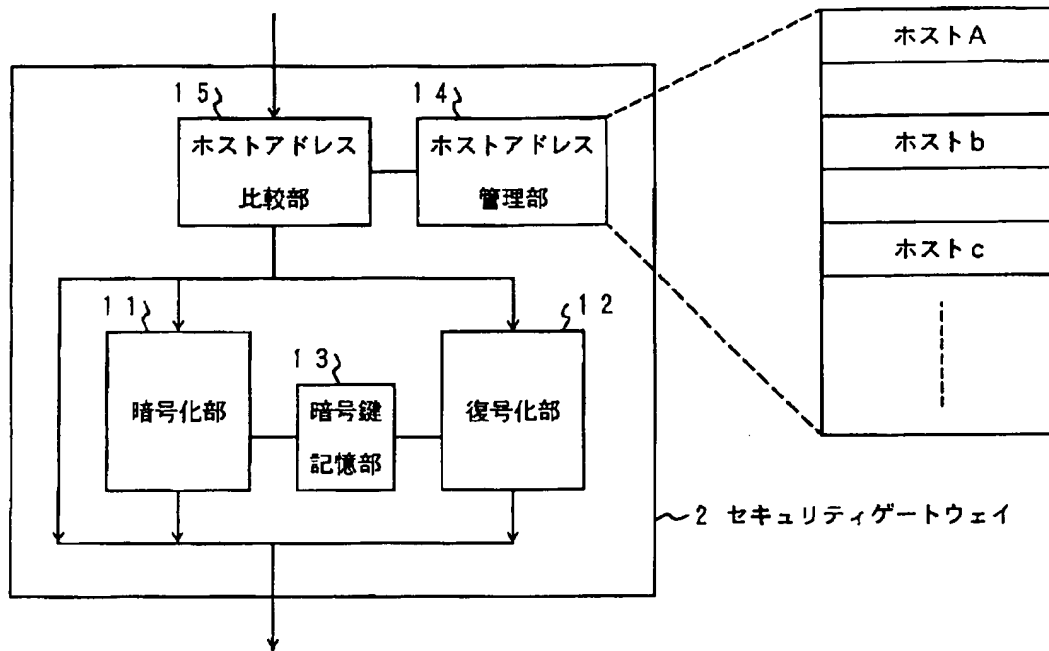 ホストA
15
14
ホストアドレス
比較部
ホストアドレス
管理部
ホストb
ホストc
11
12
13
暗号化部
暗号鍵
記憶部
復号化部
2 セキュリティゲートウェイ